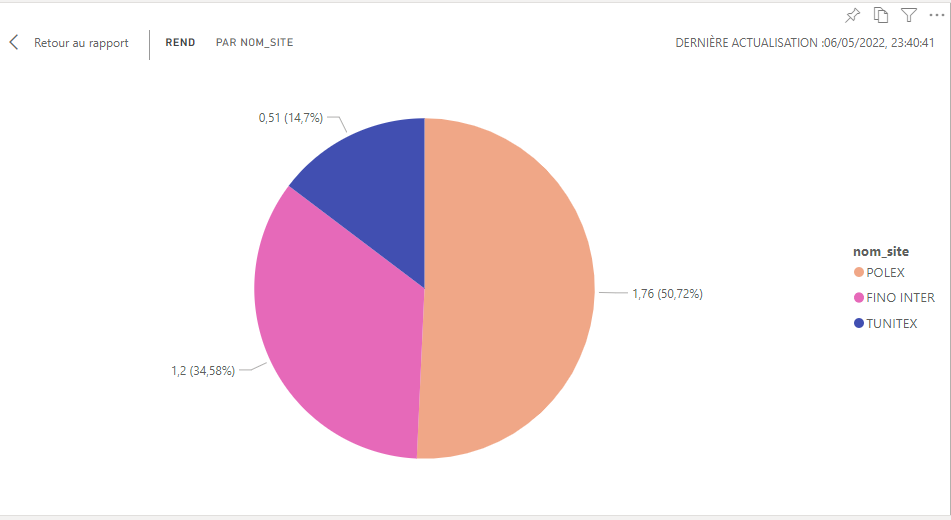 Retour au rapport
REND
PAR NOM_SITE
DERNIÈRE ACTUALISATION :06/05/2022, 23:40:41
0,51 (14,7%)
1,76 (50,72%)
1,2 (34,58%)
nom_site
POLEX
FINO INTER
TUNITEX